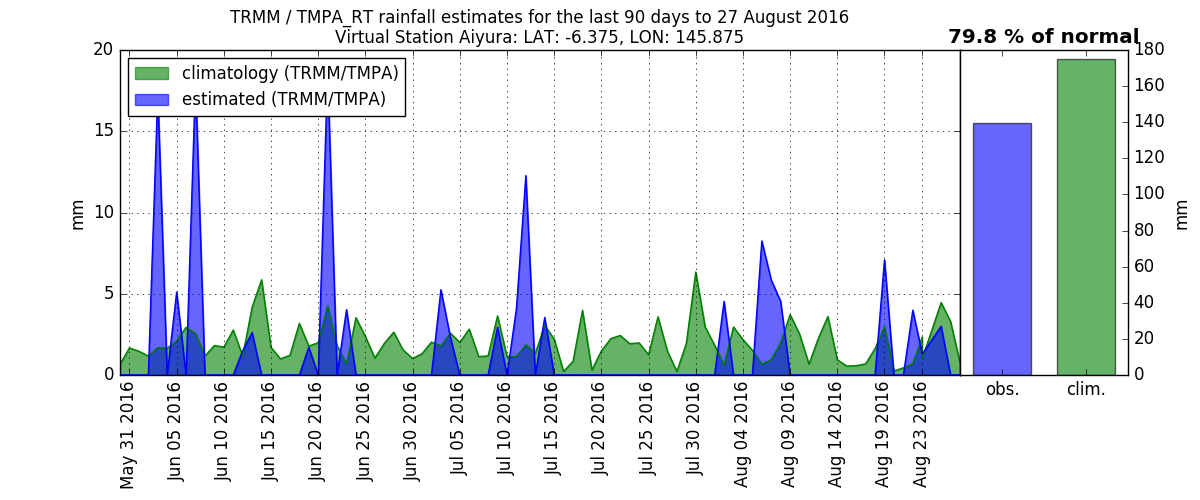 TRMM / TMPA_RT rainfall estimates for the last 90 days to 27 August 2016
Virtual Station Aiyura: LAT: -6.375, LON: 145.875
79.8 % of normal
climatology (TRMM/TMPA)
estimated (TRMM/TMPA)
20
15
10
5
0
mm
May 31 2016
Jun 05 2016
Jun 10 2016
Jun 15 2016
Jun 20 2016
Jun 25 2016
Jun 30 2016
Jul 05 2016
Jul 10 2016
Jul 15 2016
Jul 20 2016
Jul 25 2016
Jul 30 2016
Aug 04 2016
Aug 09 2016
Aug 14 2016
Aug 19 2016
Aug 23 2016
180
160
140
120
100
80
60
40
20
0
mm
obs.
clim.